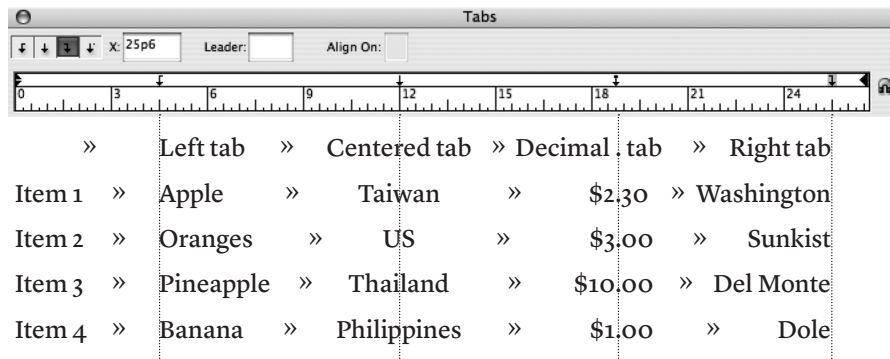 Tabs
X: 25p6 Leader: Align On:
0 3 6 9 12 15 18 21 24
» Left tab » Centered tab » Decimal . tab » Right tab
Item 1 » Apple » Taiwan » $2.30 » Washington
Item 2 » Oranges » US » $3.00 » Sunkist
Item 3 » Pineapple » Thailand » $10.00 » Del Monte
Item 4 » Banana » Philippines » $1.00 » Dole